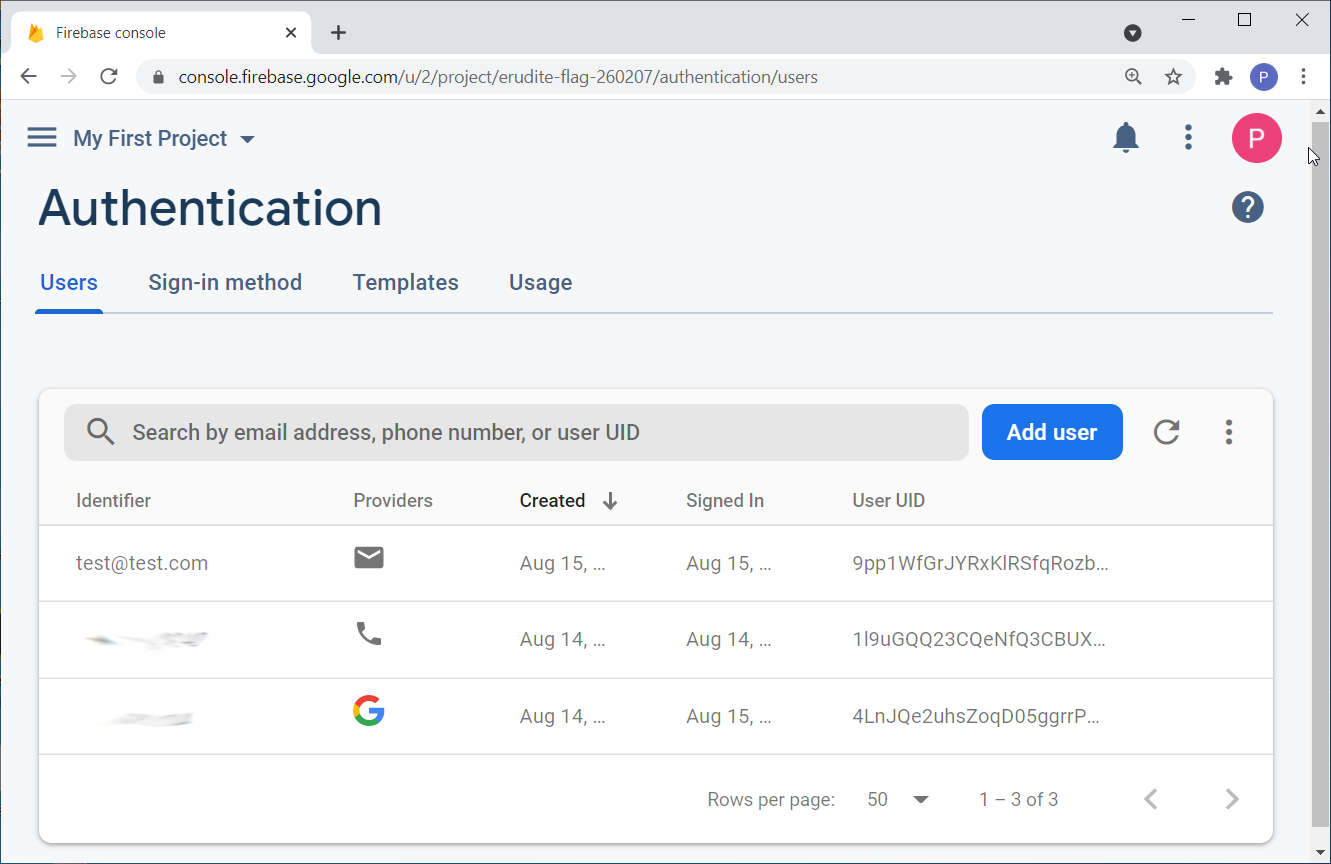 Firebase console
console.firebase.google.com/u/2/project/erudite-flag-260207/authentication/users
P
My First Project
P
Authentication
?
Users Sign-in method Templates Usage
Search by email address, phone number, or user UID Add user
Identifier Providers Created Signed In User UID
test@test.com Aug 15, ... Aug 15, ... 9pp1WfGrJYRxKlRSfqRozb...
Aug 14, ... Aug 14, ... 1l9uGQQ23CQeNfQ3CBUX...
G Aug 14, ... Aug 15, ... 4LnJQe2uhsZoqD05ggrrP...
Rows per page: 50 1 – 3 of 3